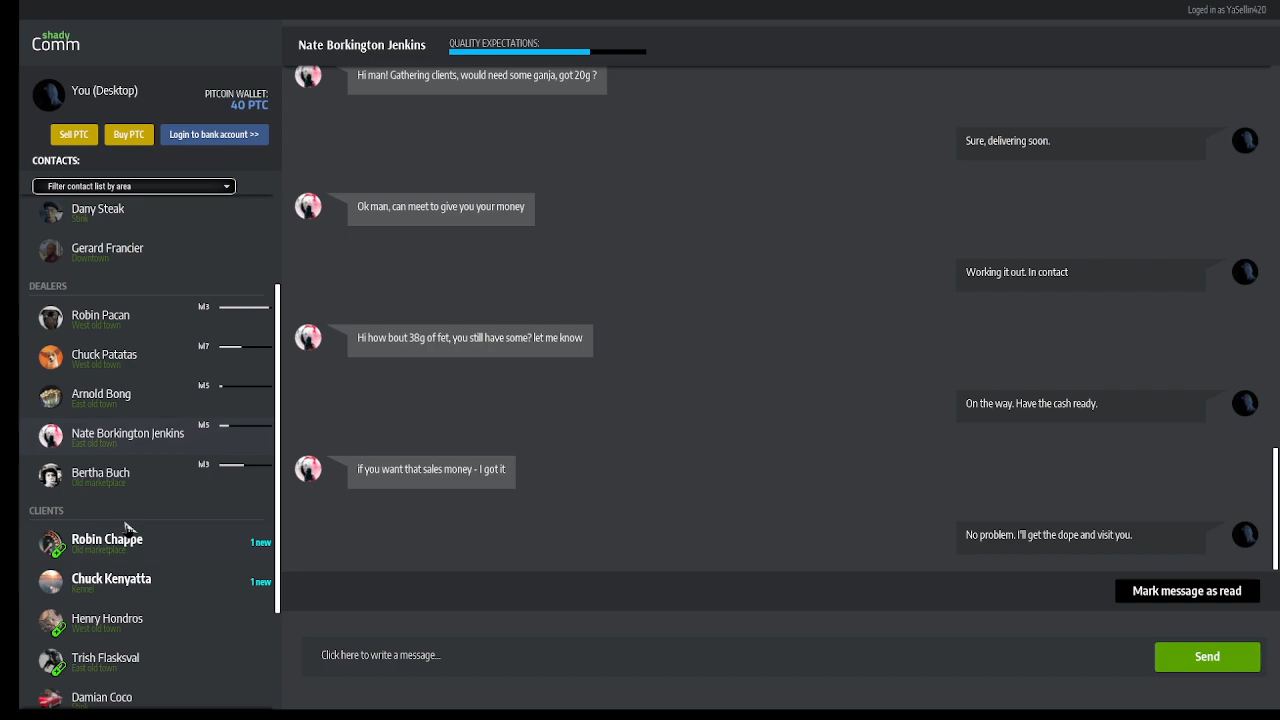 Loged in as YaSellin420
shady
Comm
You (Desktop)
PITCOIN WALLET:
40 PTC
Sell PTC
Buy PTC
Login to bank account >>
CONTACTS:
Filter contact list by area
Dany Steak
Stink
Gerard Francier
Downtown
DEALERS
Robin Pacan
West old town
lvl3
Chuck Patatas
West old town
lvl7
Arnold Bong
East old town
lvl5
Nate Borkington Jenkins
East old town
lvl5
Bertha Buch
Old marketplace
lvl3
CLIENTS
Robin Chappe
Old marketplace
1 new
Chuck Kenyatta
Kennel
1 new
Henry Hondros
West old town
Trish Flasksval
East old town
Damian Coco
Nate Borkington Jenkins
QUALITY EXPECTATIONS:
Hi man! Gathering clients, would need some ganja, got 20g ?
Sure, delivering soon.
Ok man, can meet to give you your money
Working it out. In contact
Hi how bout 38g of fet, you still have some? let me know
On the way. Have the cash ready.
if you want that sales money - I got it
No problem. I'll get the dope and visit you.
Mark message as read
Click here to write a message...
Send